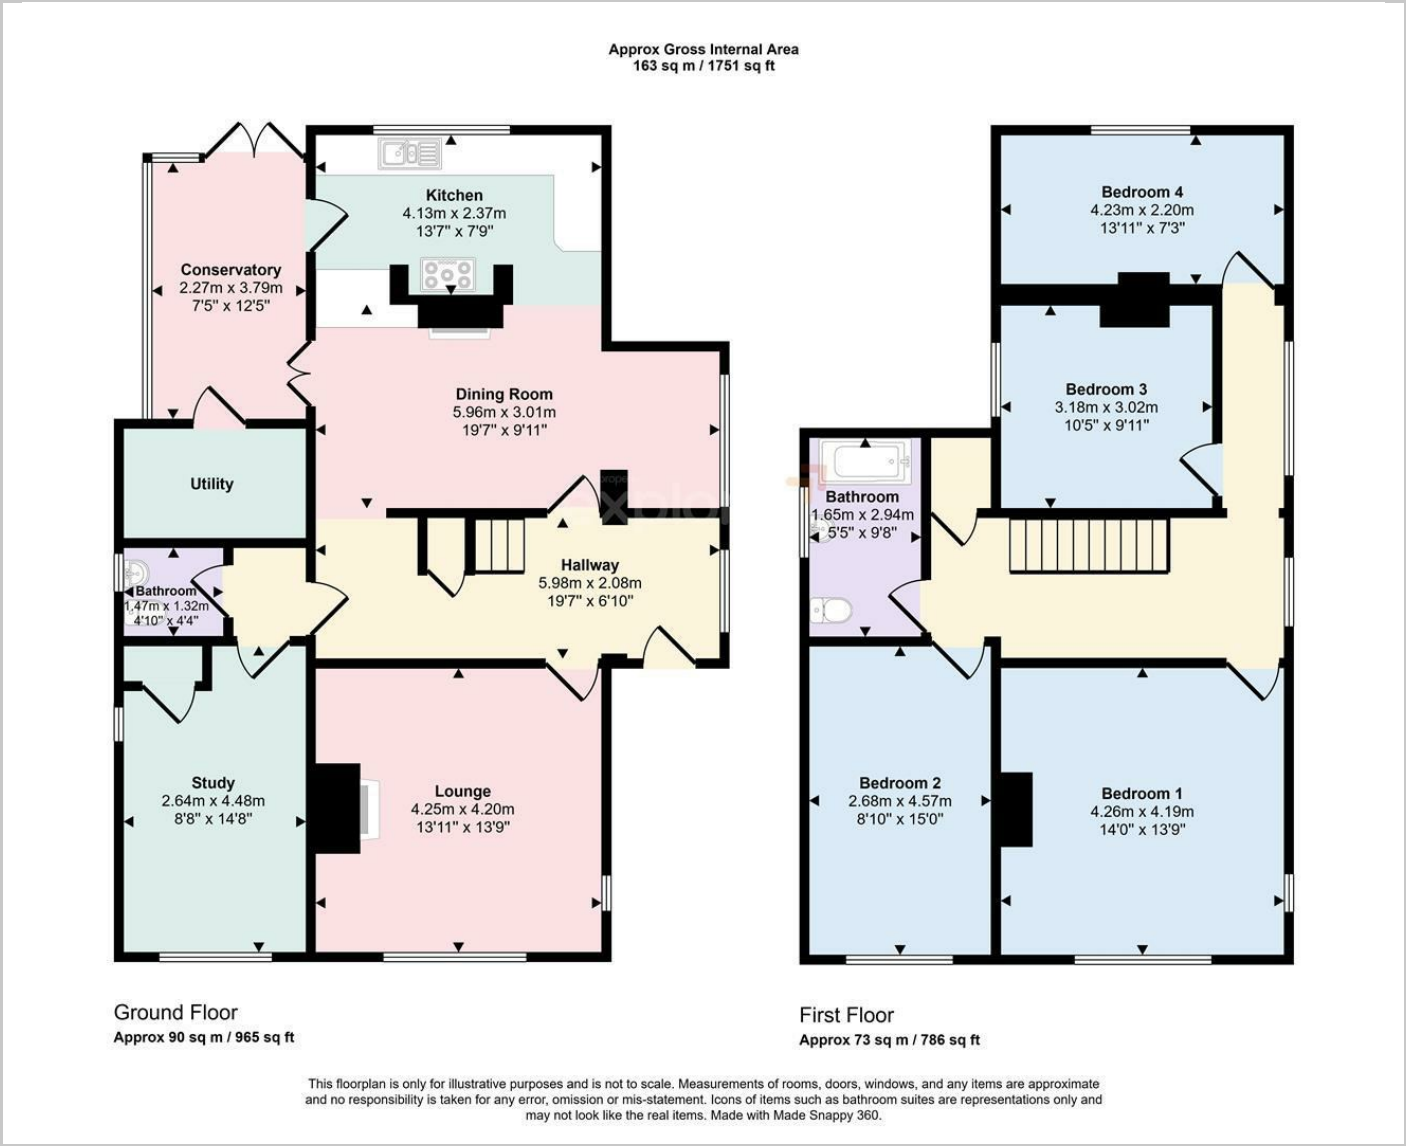 Approx Gross Internal Area
163 sq m / 1751 sq ft
Kitchen
4.13m x 2.37m
13'7" x 7'9"
Conservatory
2.27m x 3.79m
7'5" x 12'5"
Dining Room
5.96m x 3.01m
19'7" x 9'11"
Utility
Hallway
5.98m x 2.08m
19'7" x 6'10"
Bathroom
1.47m x 1.32m
4'10" x 4'4"
Study
2.64m x 4.48m
8'8" x 14'8"
Lounge
4.25m x 4.20m
13'11" x 13'9"
Ground Floor
Approx 90 sq m / 965 sq ft
Bedroom 4
4.23m x 2.20m
13'11" x 7'3"
Bedroom 3
3.18m x 3.02m
10'5" x 9'11"
Bathroom
1.65m x 2.94m
5'5" x 9'8"
Bedroom 2
2.68m x 4.57m
8'10" x 15'0"
Bedroom 1
4.26m x 4.19m
14'0" x 13'9"
First Floor
Approx 73 sq m / 786 sq ft
This floorplan is only for illustrative purposes and is not to scale. Measurements of rooms, doors, windows, and any items are approximate
and no responsibility is taken for any error, omission or mis-statement. Icons of items such as bathroom suites are representations only and
may not look like the real items. Made with Made Snappy 360.